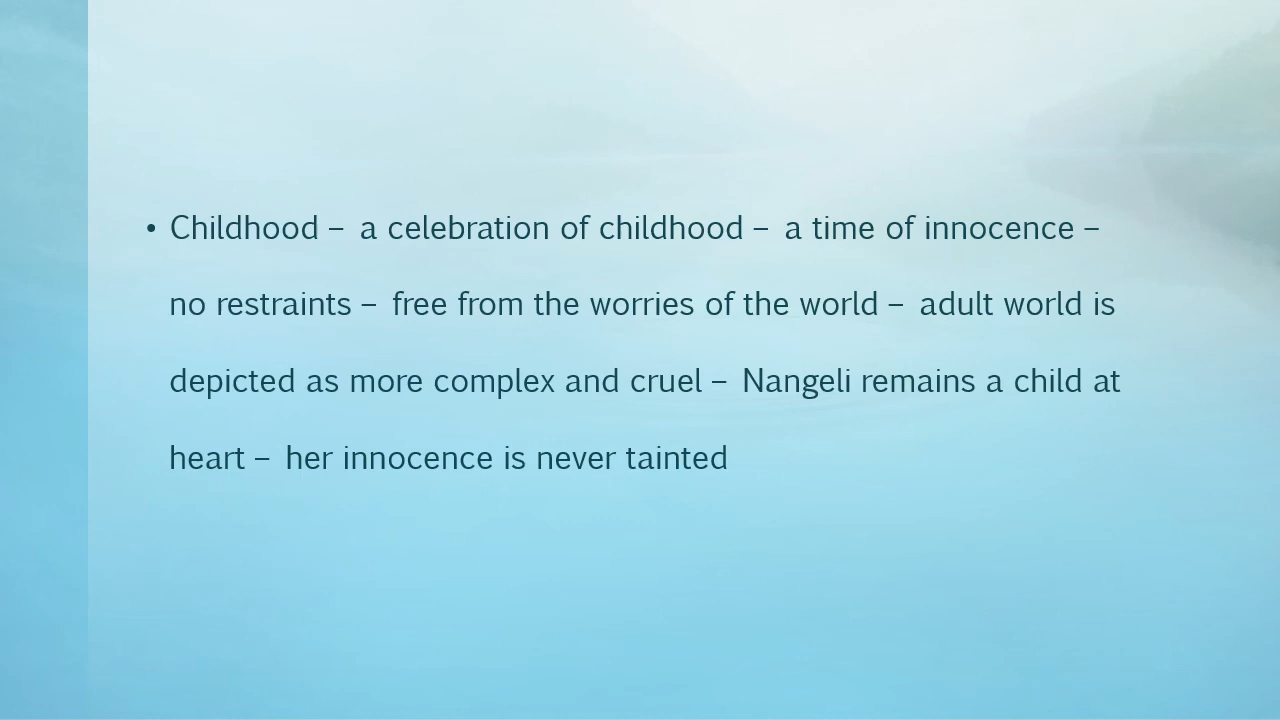 • Childhood – a celebration of childhood – a time of innocence –
no restraints – free from the worries of the world – adult world is
depicted as more complex and cruel – Nangeli remains a child at
heart – her innocence is never tainted